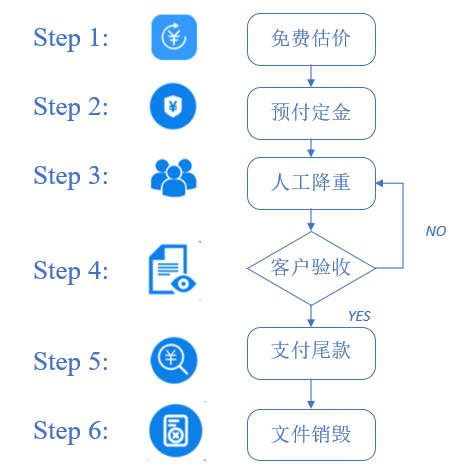 Step 1:
免费估价
Step 2:
预付定金
Step 3:
人工降重
NO
Step 4:
客户验收
YES
Step 5:
支付尾款
Step 6:
文件销毁